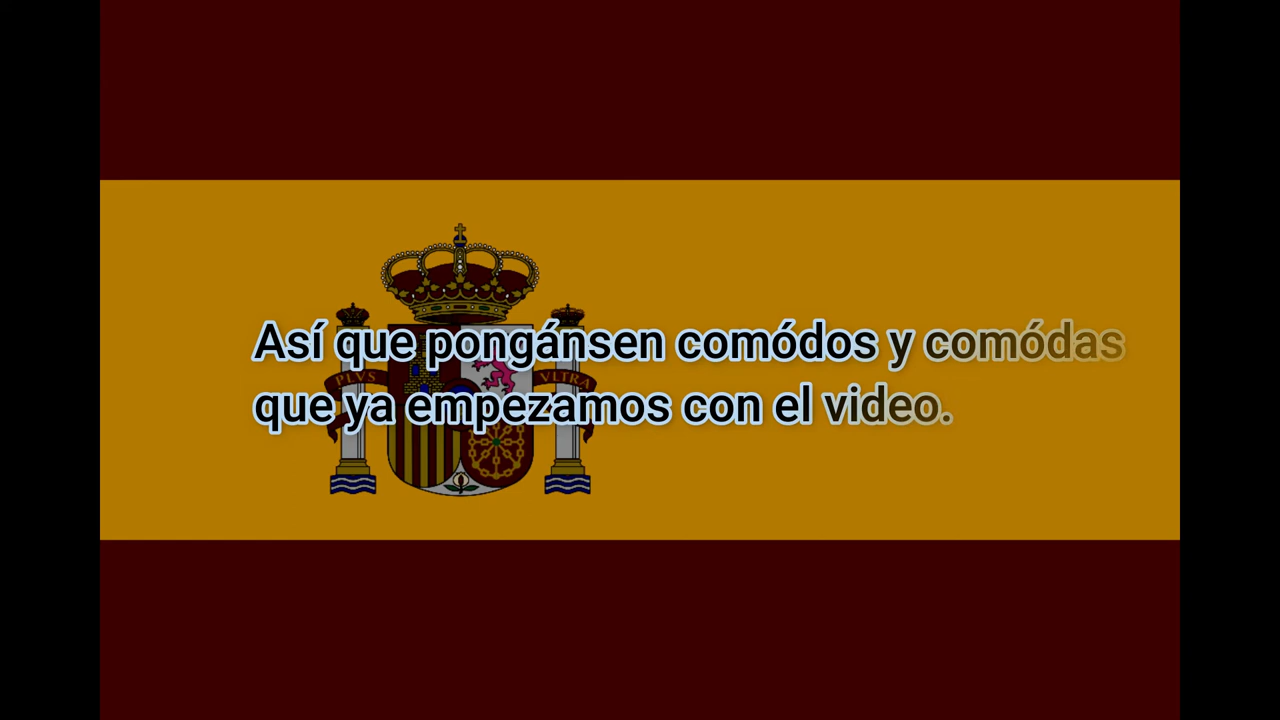 Así que pongánsen comódos y comódas
que ya empezamos con el video.
PLVS VLTRA